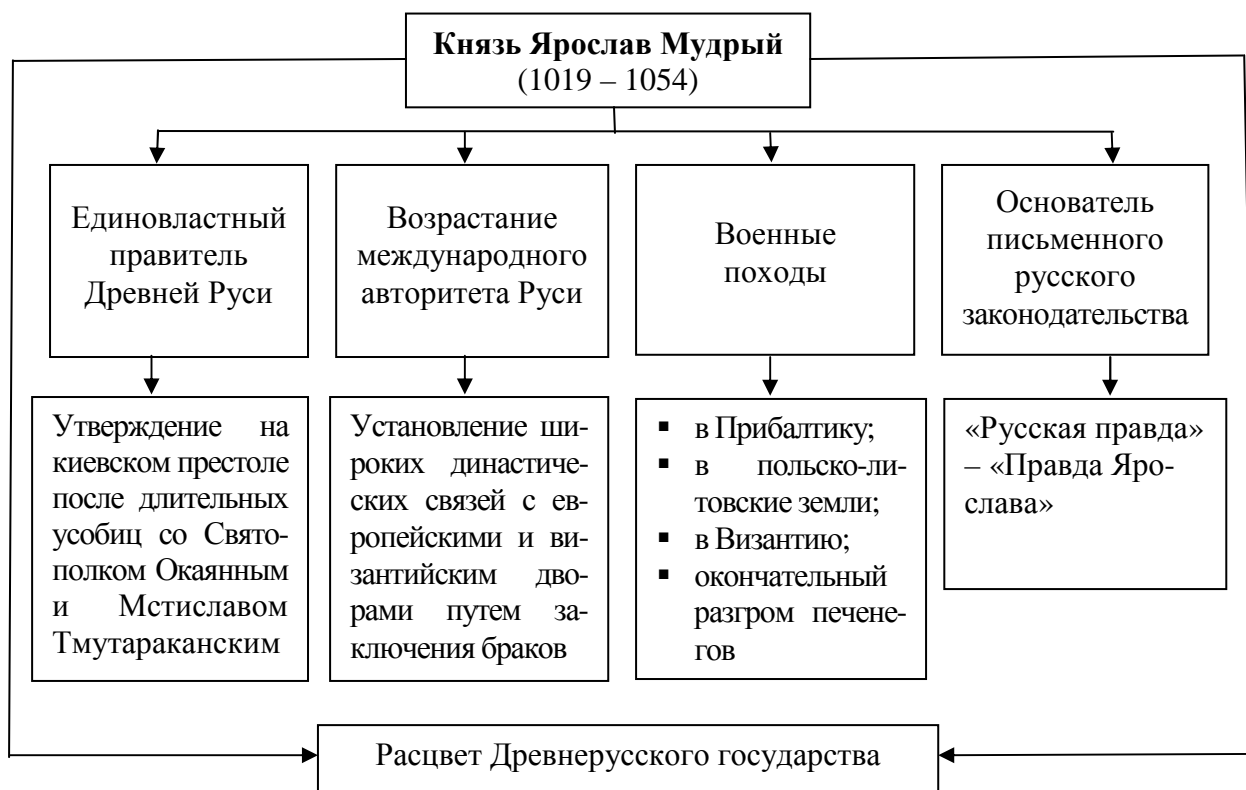 Князь Ярослав Мудрый
(1019 – 1054)
Единовластный
правитель
Древней Руси
Возрастание
международного
авторитета Руси
Военные
походы
Основатель
письменного
русского
законодательства
Утверждение на
киевском престоле
после длительных
усобиц со Свято-
полком Окаянным
и Мстиславом
Тмутараканским
Установление ши-
роких династиче-
ских связей с ев-
ропейскими и ви-
зантийским дво-
рами путем за-
ключения браков
▪ в Прибалтику;
▪ в польско-ли-
товские земли;
▪ в Византию;
▪ окончательный
разгром печене-
гов
«Русская правда»
– «Правда Яро-
слава»
Расцвет Древнерусского государства